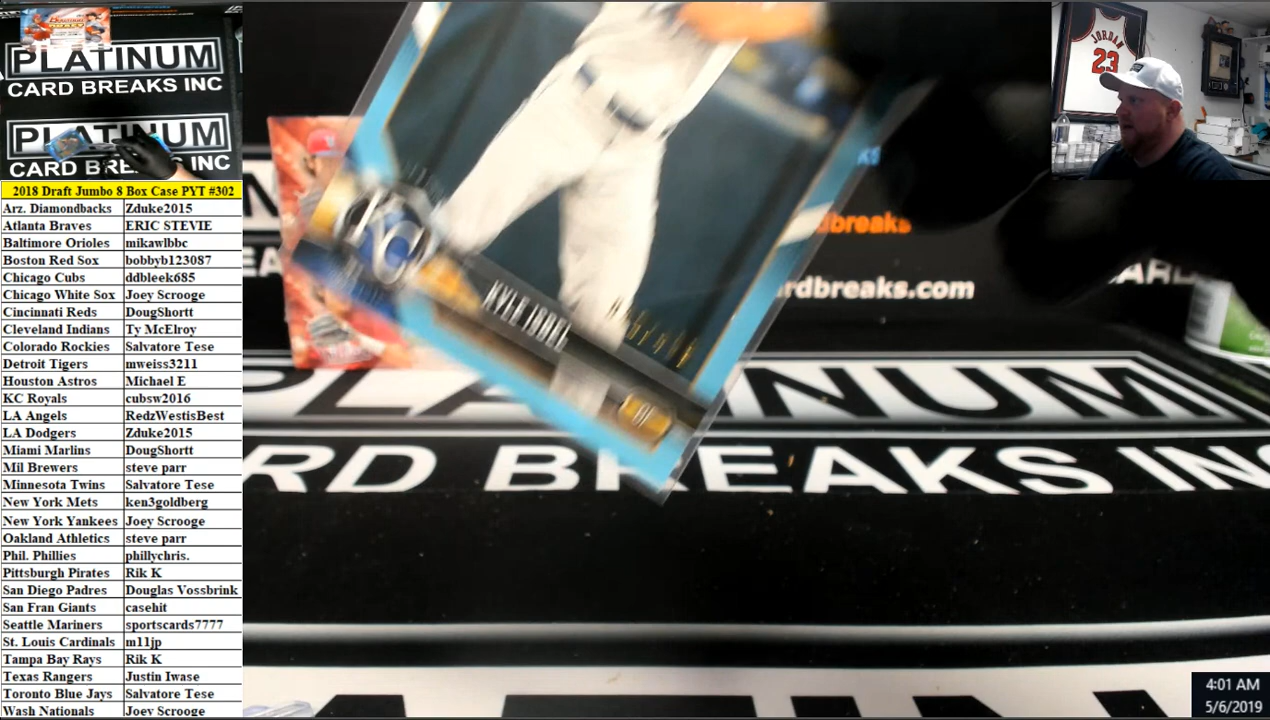 PLATINUM
CARD BREAKS INC
PLATINUM
CARD BREAKS INC
2018 Draft Jumbo 8 Box Case PYT #302
Arz. Diamondbacks Zduke2015
Atlanta Braves ERIC STEVIE
Baltimore Orioles mikawlbbc
Boston Red Sox bobbyb123087
Chicago Cubs ddbleek685
Chicago White Sox Joey Scrooge
Cincinnati Reds DougShortt
Cleveland Indians Ty McElroy
Colorado Rockies Salvatore Tese
Detroit Tigers mweiss3211
Houston Astros Michael E
KC Royals cubsw2016
LA Angels RedzWestisBest
LA Dodgers Zduke2015
Miami Marlins DougShortt
Mil Brewers steve parr
Minnesota Twins Salvatore Tese
New York Mets ken3goldberg
New York Yankees Joey Scrooge
Oakland Athletics steve parr
Phil. Phillies phillychris.
Pittsburgh Pirates Rik K
San Diego Padres Douglas Vossbrink
San Fran Giants casehit
Seattle Mariners sportscards7777
St. Louis Cardinals m11jp
Tampa Bay Rays Rik K
Texas Rangers Justin Iwase
Toronto Blue Jays Salvatore Tese
Wash Nationals Joey Scrooge
JORDAN
23
KC
KYLE ISBEL
dbreaks
rdbreaks.com
CARD
PLATINUM
RD BREAKS INC
4:01 AM
5/6/2019